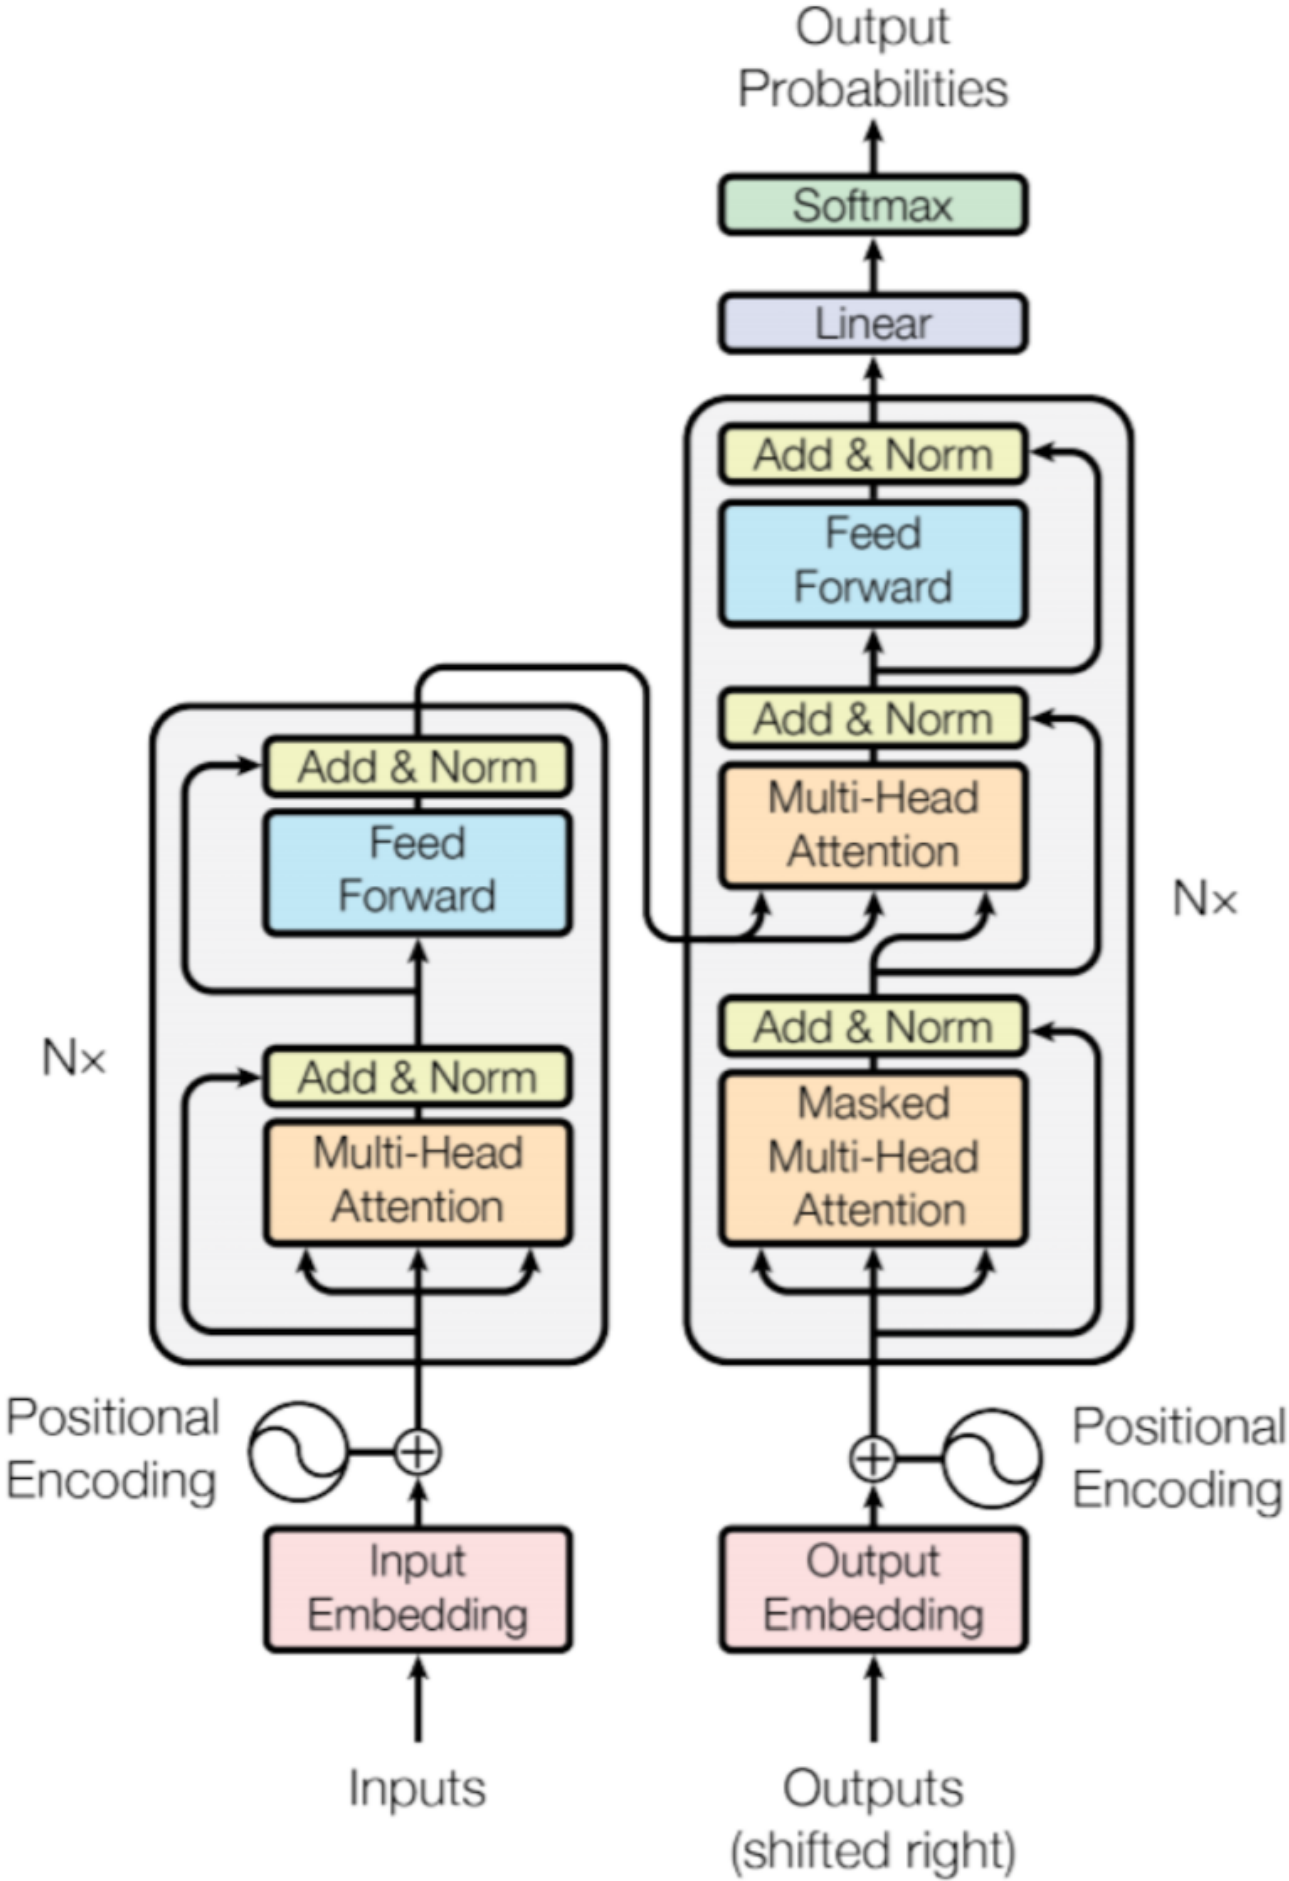 Output
Probabilities
Softmax
Linear
Add & Norm
Feed
Forward
Add & Norm
Multi-Head
Attention
Nx
Add & Norm
Masked
Multi-Head
Attention
Add & Norm
Feed
Forward
Nx
Add & Norm
Multi-Head
Attention
Positional
Encoding
Positional
Encoding
Input
Embedding
Output
Embedding
Inputs
Outputs
(shifted right)